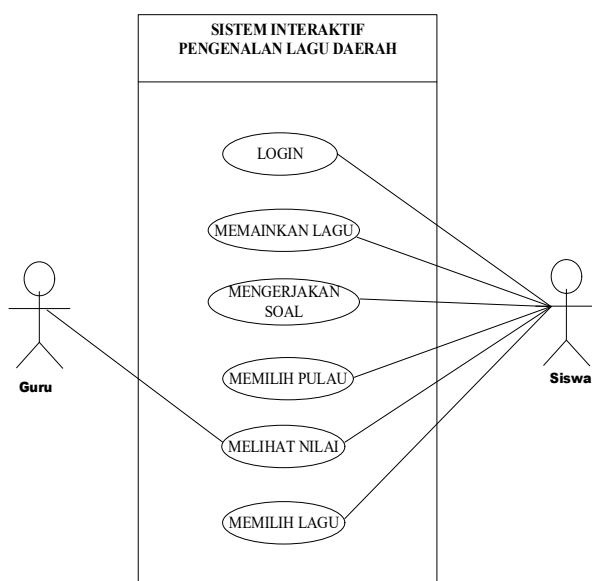 SISTEM INTERAKTIF
PENGENALAN LAGU DAERAH
LOGIN
MEMAINKAN LAGU
MENGERJAKAN
SOAL
MEMILIH PULAU
MELIHAT NILAI
MEMILIH LAGU
Guru
Siswa